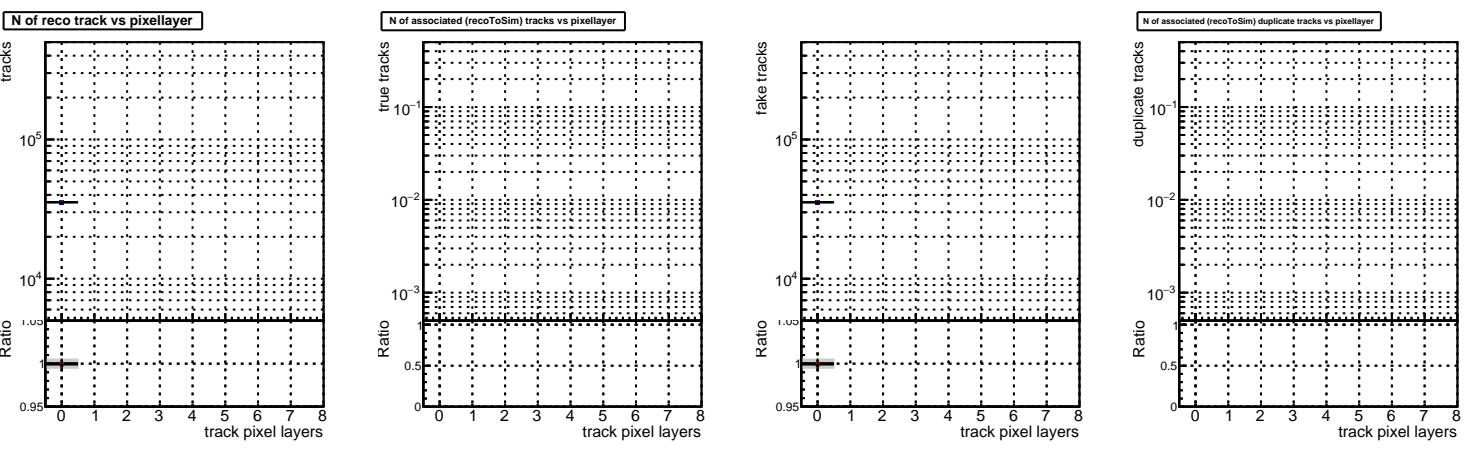 N of reco track vs pixellayer
tracks
10^5
10^4
1.05
Ratio
1
0.95
0 1 2 3 4 5 6 7 8
track pixel layers
N of associated (recoToSim) tracks vs pixellayer
true tracks
10^−1
10^−2
10^−3
1
Ratio
0.5
0
0 1 2 3 4 5 6 7 8
track pixel layers
fake tracks
10^5
10^4
1.05
Ratio
1
0.95
0 1 2 3 4 5 6 7 8
track pixel layers
N of associated (recoToSim) duplicate tracks vs pixellayer
duplicate tracks
10^−1
10^−2
10^−3
1
Ratio
0.5
0
0 1 2 3 4 5 6 7 8
track pixel layers